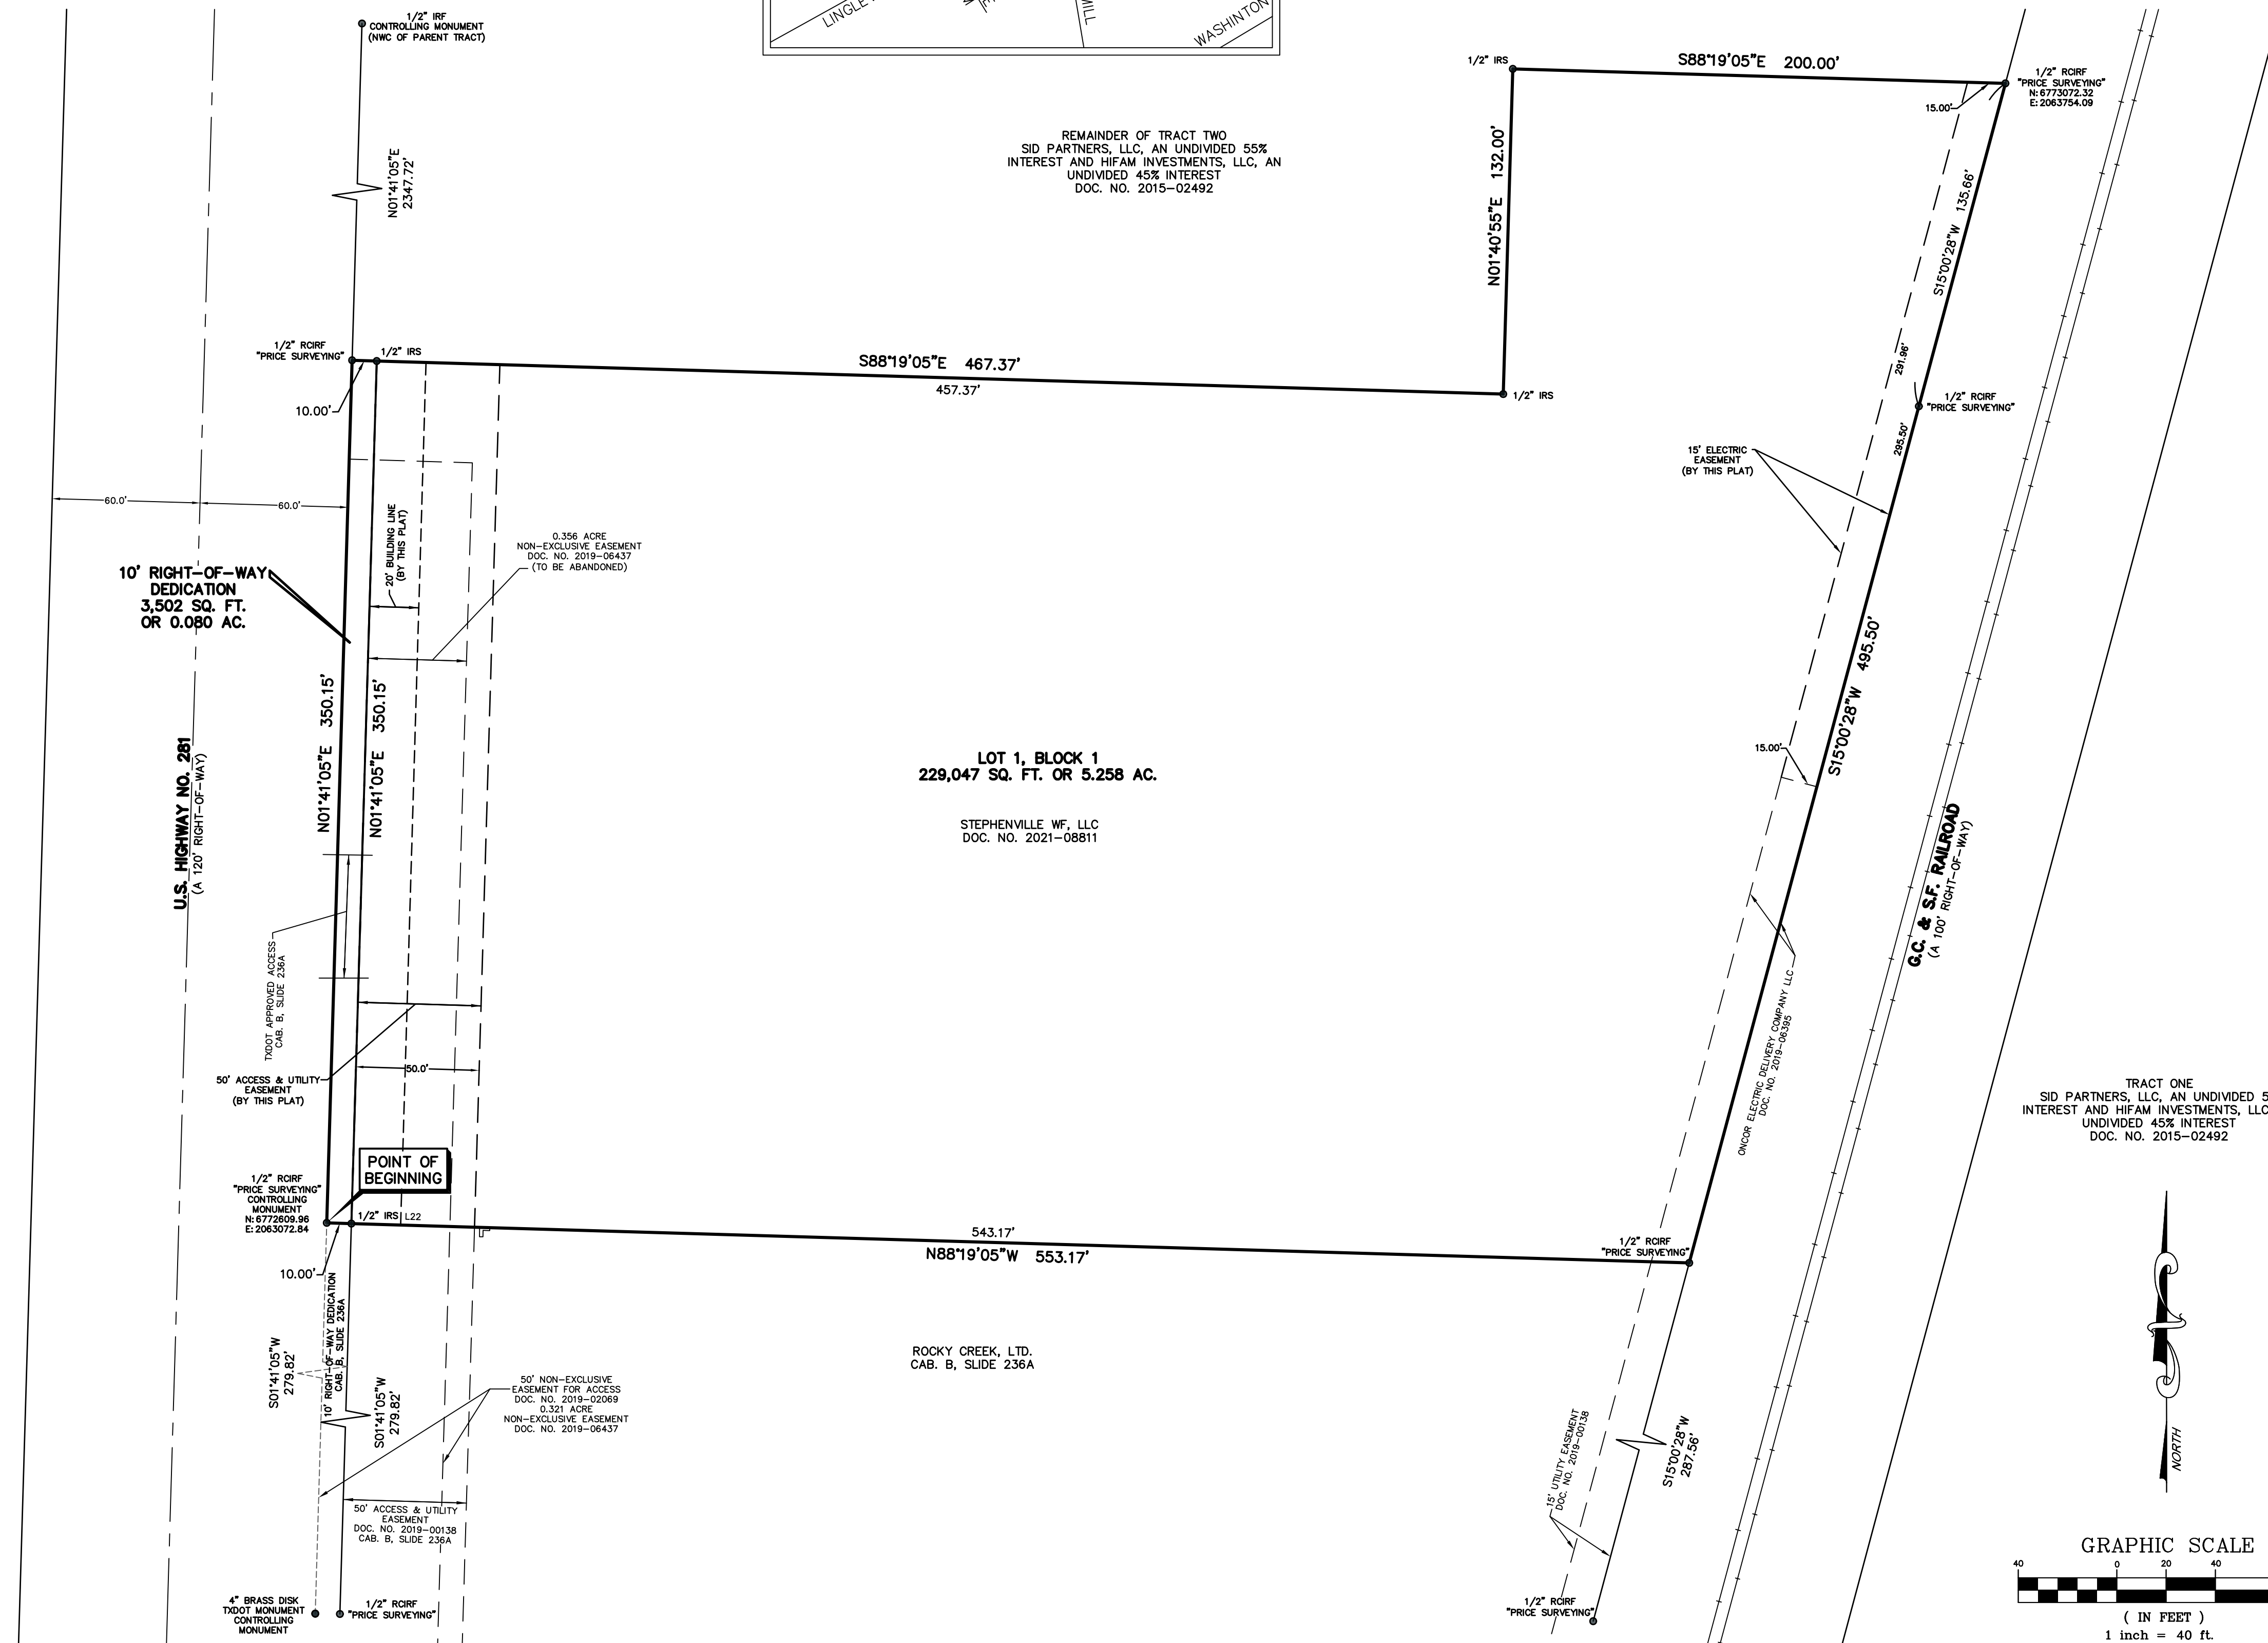 1/2" IRF
CONTROLLING MONUMENT
(NWC OF PARENT TRACT)
MILL
WASHINTON
N01°41'05"E
2347.72'
REMAINDER OF TRACT TWO
SID PARTNERS, LLC, AN UNDIVIDED 55%
INTEREST AND HIFAM INVESTMENTS, LLC, AN
UNDIVIDED 45% INTEREST
DOC. NO. 2015-02492
1/2" IRS
S88°19'05"E 200.00'
1/2" RCIRF
"PRICE SURVEYING"
N: 6773072.32
E: 2063754.09
15.00'
N01°40'55"E 132.00'
S15°00'28"W 135.66'
1/2" RCIRF
"PRICE SURVEYING"
1/2" IRS
10.00'
S88°19'05"E 467.37'
457.37'
1/2" IRS
291.96'
1/2" RCIRF
"PRICE SURVEYING"
295.50'
15' ELECTRIC
EASEMENT
(BY THIS PLAT)
60.0'
60.0'
20' BUILDING LINE
(BY THIS PLAT)
0.356 ACRE
NON-EXCLUSIVE EASEMENT
DOC. NO. 2019-06437
(TO BE ABANDONED)
10' RIGHT-OF-WAY
DEDICATION
3,502 SQ. FT.
OR 0.080 AC.
N01°41'05"E 350.15'
N01°41'05"E 350.15'
S15°00'28"W 495.50'
15.00'
U.S. HIGHWAY NO. 281
(A 120' RIGHT-OF-WAY)
LOT 1, BLOCK 1
229,047 SQ. FT. OR 5.258 AC.
STEPHENVILLE WF, LLC
DOC. NO. 2021-08811
G.C. & S.F. RAILROAD
(A 100' RIGHT-OF-WAY)
TXDOT APPROVED ACCESS
CAB. B, SLIDE 236A
ONCOR ELECTRIC DELIVERY COMPANY LLC
DOC. NO. 2019-06395
50.0'
50' ACCESS & UTILITY
EASEMENT
(BY THIS PLAT)
TRACT ONE
SID PARTNERS, LLC, AN UNDIVIDED 5
INTEREST AND HIFAM INVESTMENTS, LLC
UNDIVIDED 45% INTEREST
DOC. NO. 2015-02492
POINT OF
BEGINNING
1/2" RCIRF
"PRICE SURVEYING"
CONTROLLING
MONUMENT
N: 6772609.96
E: 2063072.84
1/2" IRS
L22
543.17'
N88°19'05"W 553.17'
1/2" RCIRF
"PRICE SURVEYING"
10.00'
10' RIGHT-OF-WAY DEDICATION
CAB. B, SLIDE 236A
S01°41'05"W
279.82'
S01°41'05"W
279.82'
ROCKY CREEK, LTD.
CAB. B, SLIDE 236A
50' NON-EXCLUSIVE
EASEMENT FOR ACCESS
DOC. NO. 2019-02069
0.321 ACRE
NON-EXCLUSIVE EASEMENT
DOC. NO. 2019-06437
15' UTILITY EASEMENT
DOC. NO. 2019-00138
S15°00'28"W
287.56'
NORTH
50' ACCESS & UTILITY
EASEMENT
DOC. NO. 2019-00138
CAB. B, SLIDE 236A
4" BRASS DISK
TXDOT MONUMENT
CONTROLLING
MONUMENT
1/2" RCIRF
"PRICE SURVEYING"
1/2" RCIRF
"PRICE SURVEYING"
GRAPHIC SCALE
40 0 20 40
( IN FEET )
1 inch = 40 ft.